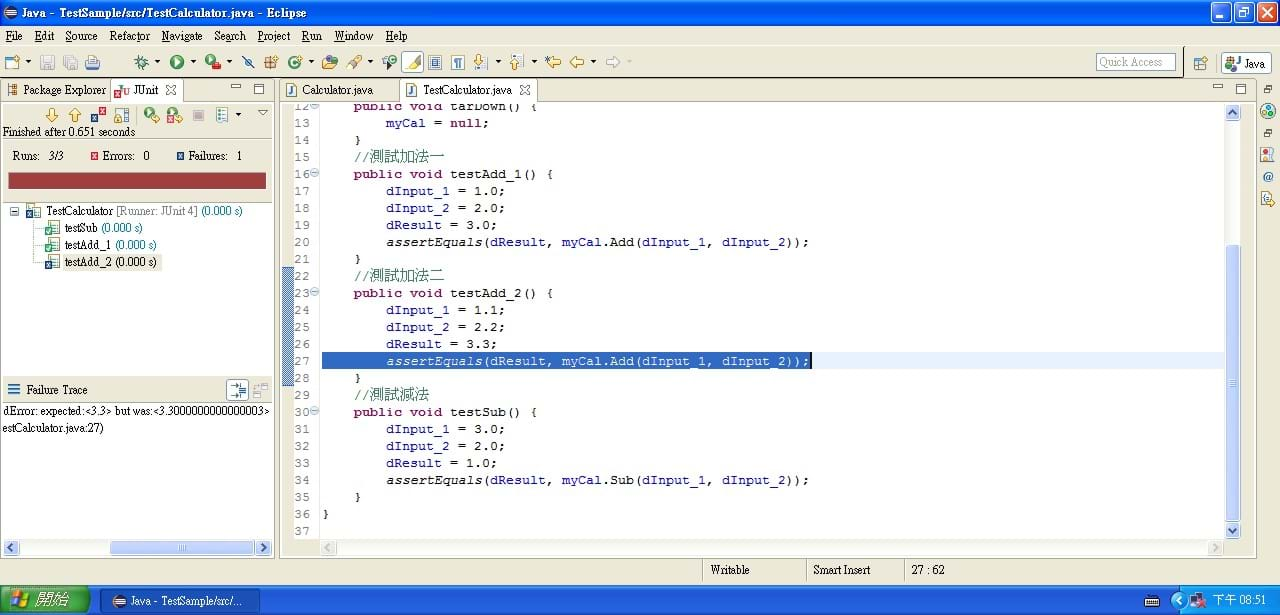 Java - TestSample/src/TestCalculator.java - Eclipse
File Edit Source Refactor Navigate Search Project Run Window Help
Quick Access Java
Package Explorer JUnit
Finished after 0.651 seconds
Runs: 3/3 Errors: 0 Failures: 1
TestCalculator [Runner: JUnit 4] (0.000 s)
testSub (0.000 s)
testAdd_1 (0.000 s)
testAdd_2 (0.000 s)
Failure Trace
dError: expected:<3.3> but was:<3.3000000000000003>
estCalculator.java:27)
Calculator.java TestCalculator.java
12 public void tarDown() {
13 myCal = null;
14 }
15 //測試加法一
16 public void testAdd_1() {
17 dInput_1 = 1.0;
18 dInput_2 = 2.0;
19 dResult = 3.0;
20 assertEquals(dResult, myCal.Add(dInput_1, dInput_2));
21 }
22 //測試加法二
23 public void testAdd_2() {
24 dInput_1 = 1.1;
25 dInput_2 = 2.2;
26 dResult = 3.3;
27 assertEquals(dResult, myCal.Add(dInput_1, dInput_2));
28 }
29 //測試減法
30 public void testSub() {
31 dInput_1 = 3.0;
32 dInput_2 = 2.0;
33 dResult = 1.0;
34 assertEquals(dResult, myCal.Sub(dInput_1, dInput_2));
35 }
36 }
37
Writable Smart Insert 27 : 62
開始 Java - TestSample/src/... 下午 08:51